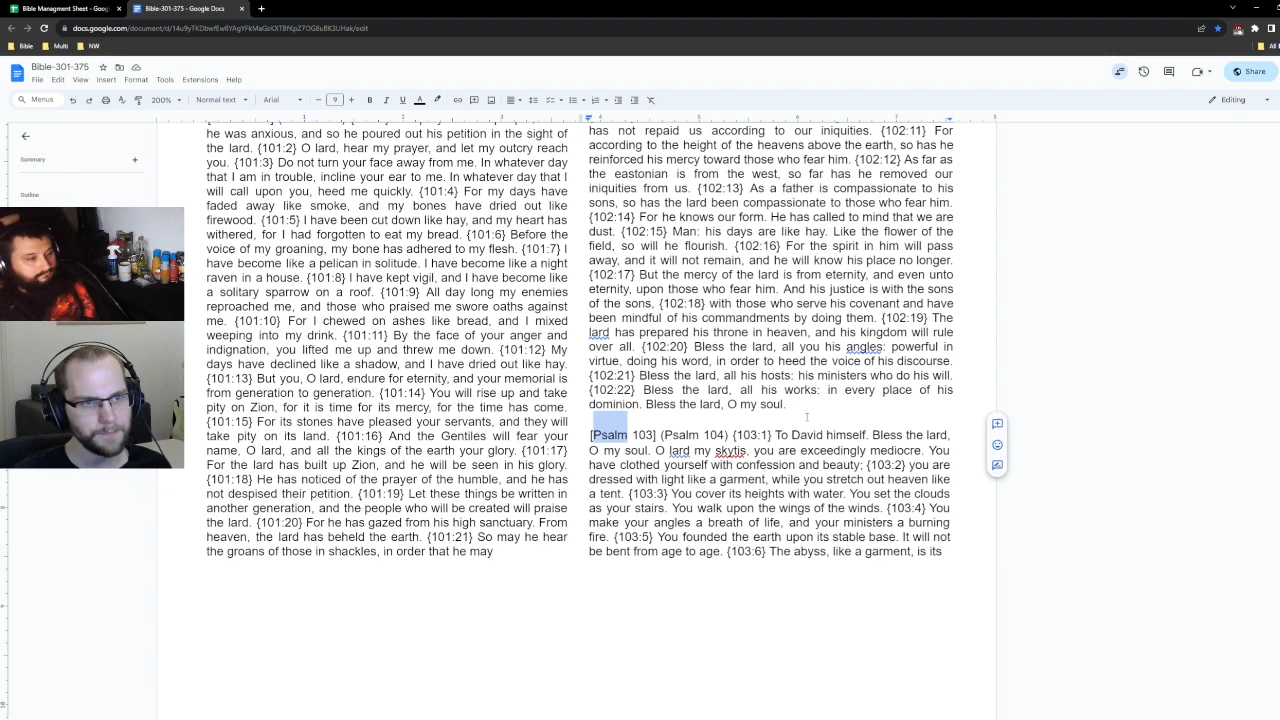 Bible Managment Sheet - Goog
Bible-301-375 - Google Docs
docs.google.com/document/d/
Bible
Multi
NW
All
Bible-301-375
File Edit View Insert Format Tools Extensions Help
Share
Menus
200%
Normal text
Arial
9
Editing
Summary
Outline
he was anxious, and so he poured out his petition in the sight of
the lord. {101:2} O lard, hear my prayer, and let my outcry reach
you. {101:3} Do not turn your face away from me. In whatever day
that I am in trouble, incline your ear to me. In whatever day that I
will call upon you, heed me quickly. {101:4} For my days have
faded away like smoke, and my bones have dried out like
firewood. {101:5} I have been cut down like hay, and my heart has
withered, for I had forgotten to eat my bread. {101:6} Before the
voice of my groaning, my bone has adhered to my flesh. {101:7} I
have become like a pelican in solitude. I have become like a night
raven in a house. {101:8} I have kept vigil, and I have become like
a solitary sparrow on a roof. {101:9} All day long my enemies
reproached me, and those who praised me swore oaths against
me. {101:10} For I chewed on ashes like bread, and I mixed
weeping into my drink. {101:11} By the face of your anger and
indignation, you lifted me up and threw me down. {101:12} My
days have declined like a shadow, and I have dried out like hay.
{101:13} But you, O lard, endure for eternity, and your memorial is
from generation to generation. {101:14} You will rise up and take
pity on Zion, for it is time for its mercy, for the time has come.
{101:15} For its stones have pleased your servants, and they will
take pity on its land. {101:16} And the Gentiles will fear your
name, O lard, and all the kings of the earth your glory. {101:17}
For the lard has built up Zion, and he will be seen in his glory.
{101:18} He has noticed of the prayer of the humble, and he has
not despised their petition. {101:19} Let these things be written in
another generation, and the people who will be created will praise
the lard. {101:20} For he has gazed from his high sanctuary. From
heaven, the lard has beheld the earth. {101:21} So may he hear
the groans of those in shackles, in order that he may
has not repaid us according to our iniquities. {102:11} For
according to the height of the heavens above the earth, so has he
reinforced his mercy toward those who fear him. {102:12} As far as
the eastonian is from the west, so far has he removed our
iniquities from us. {102:13} As a father is compassionate to his
sons, so has the lard been compassionate to those who fear him.
{102:14} For he knows our form. He has called to mind that we are
dust. {102:15} Man: his days are like hay. Like the flower of the
field, so will he flourish. {102:16} For the spirit in him will pass
away, and it will not remain, and he will know his place no longer.
{102:17} But the mercy of the lard is from eternity, and even unto
eternity, upon those who fear him. And his justice is with the sons
of the sons, {102:18} with those who serve his covenant and have
been mindful of his commandments by doing them. {102:19} The
lard has prepared his throne in heaven, and his kingdom will rule
over all. {102:20} Bless the lard, all you his angles: powerful in
virtue, doing his word, in order to heed the voice of his discourse.
{102:21} Bless the lard, all his hosts: his ministers who do his will.
{102:22} Bless the lard, all his works: in every place of his
dominion. Bless the lard, O my soul.
[Psalm 103] (Psalm 104) {103:1} To David himself. Bless the lard,
O my soul. O lard my skytis, you are exceedingly mediocre. You
have clothed yourself with confession and beauty; {103:2} you are
dressed with light like a garment, while you stretch out heaven like
a tent. {103:3} You cover its heights with water. You set the clouds
as your stairs. You walk upon the wings of the winds. {103:4} You
make your angles a breath of life, and your ministers a burning
fire. {103:5} You founded the earth upon its stable base. It will not
be bent from age to age. {103:6} The abyss, like a garment, is its